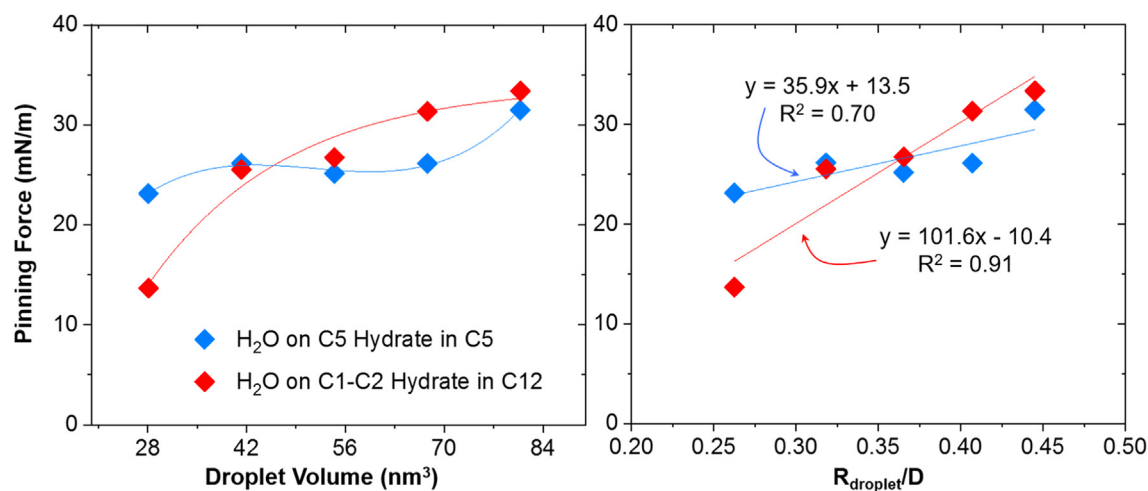 Pinning Force (mN/m)
40
30
20
10
0
28
42
56
70
84
Droplet Volume (nm³)
H₂O on C5 Hydrate in C5
H₂O on C1-C2 Hydrate in C12
40
30
20
10
0
0.20
0.25
0.30
0.35
0.40
0.45
0.50
R_droplet/D
y = 35.9x + 13.5
R² = 0.70
y = 101.6x - 10.4
R² = 0.91